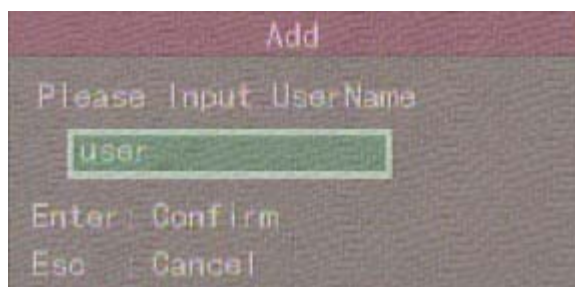 Add
Please Input UserName
user
Enter: Confirm
Esc : Cancel